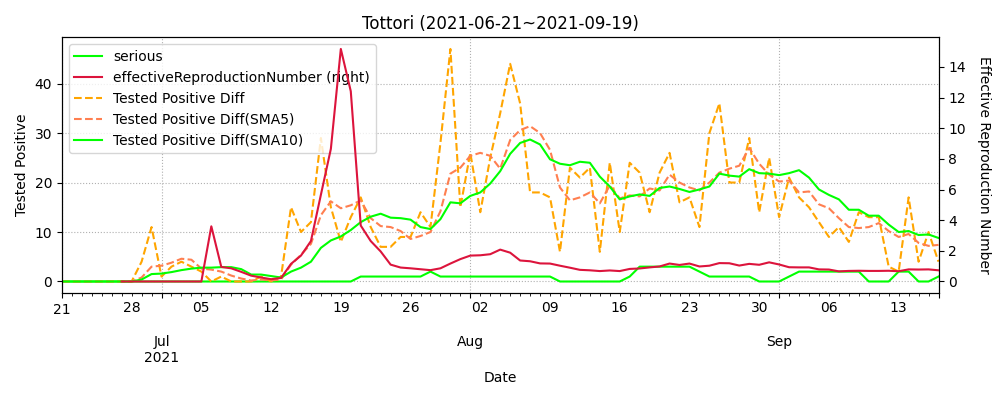 Tottori (2021-06-21~2021-09-19)
serious
effectiveReproductionNumber (right)
Tested Positive Diff
Tested Positive Diff(SMA5)
Tested Positive Diff(SMA10)
Tested Positive
40
30
20
10
0
14
12
10
8
6
4
2
0
Effective Reproduction Number
21 28 05 12 19 26 02 09 16 23 30 06 13
Jul Aug Sep
2021
Date